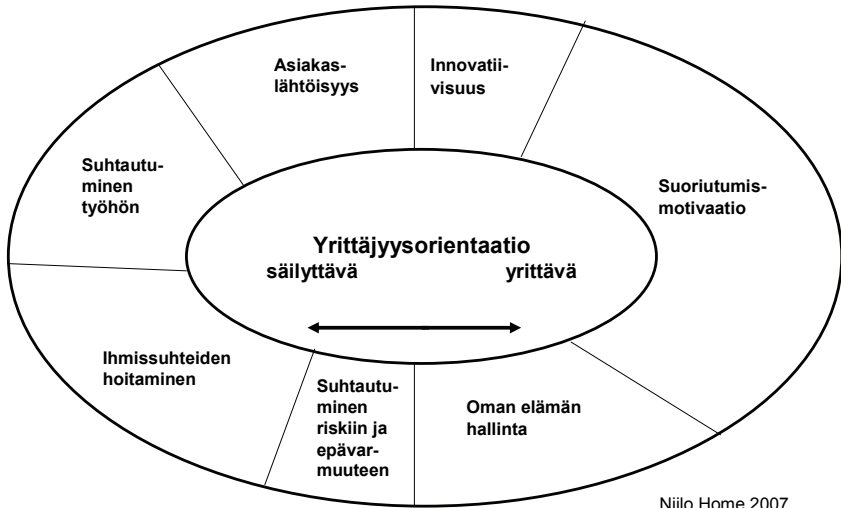 Asiakas-
lähtöisyys
Innovatii-
visuus
Suhtautu-
minen
työhön
Suoriutumis-
motivaatio
Yrittäjyysorientaatio
säilyttävä yrittävä
Ihmissuhteiden
hoitaminen
Suhtautu-
minen
riskiin ja
epävar-
muuteen
Oman elämän
hallinta
Niilo Home 2007